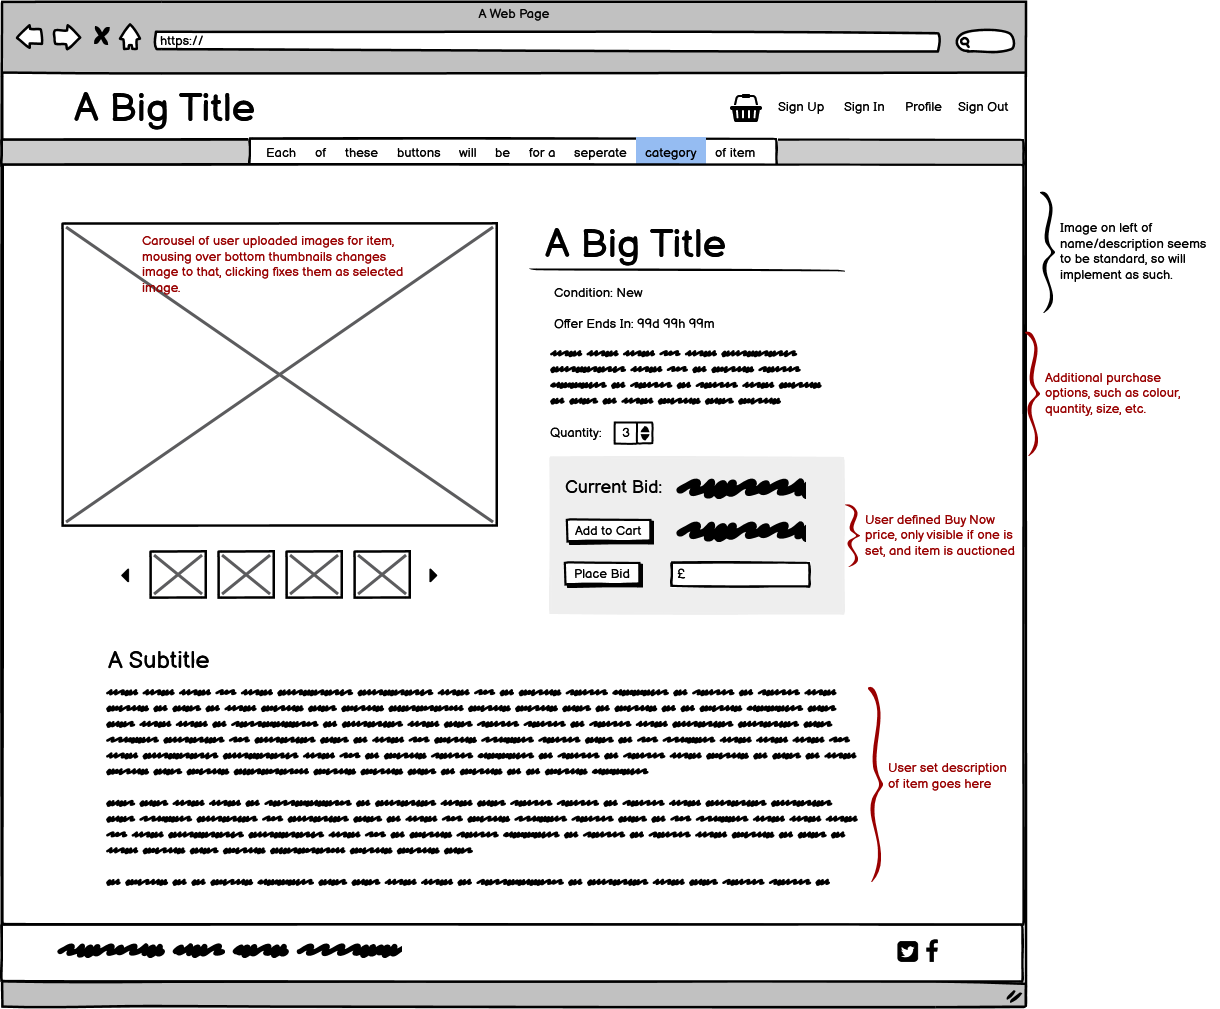 A Web Page
https://
A Big Title
Sign Up Sign In Profile Sign Out
Each of these buttons will be for a seperate category of item
Carousel of user uploaded images for item,
mousing over bottom thumbnails changes
image to that, clicking fixes them as selected
image.
A Big Title
Condition: New
Offer Ends In: 99d 99h 99m
Quantity: 3
Current Bid:
Add to Cart
Place Bid £
Image on left of
name/description seems
to be standard, so will
implement as such.
Additional purchase
options, such as colour,
quantity, size, etc.
User defined Buy Now
price, only visible if one is
set, and item is auctioned
A Subtitle
User set description
of item goes here